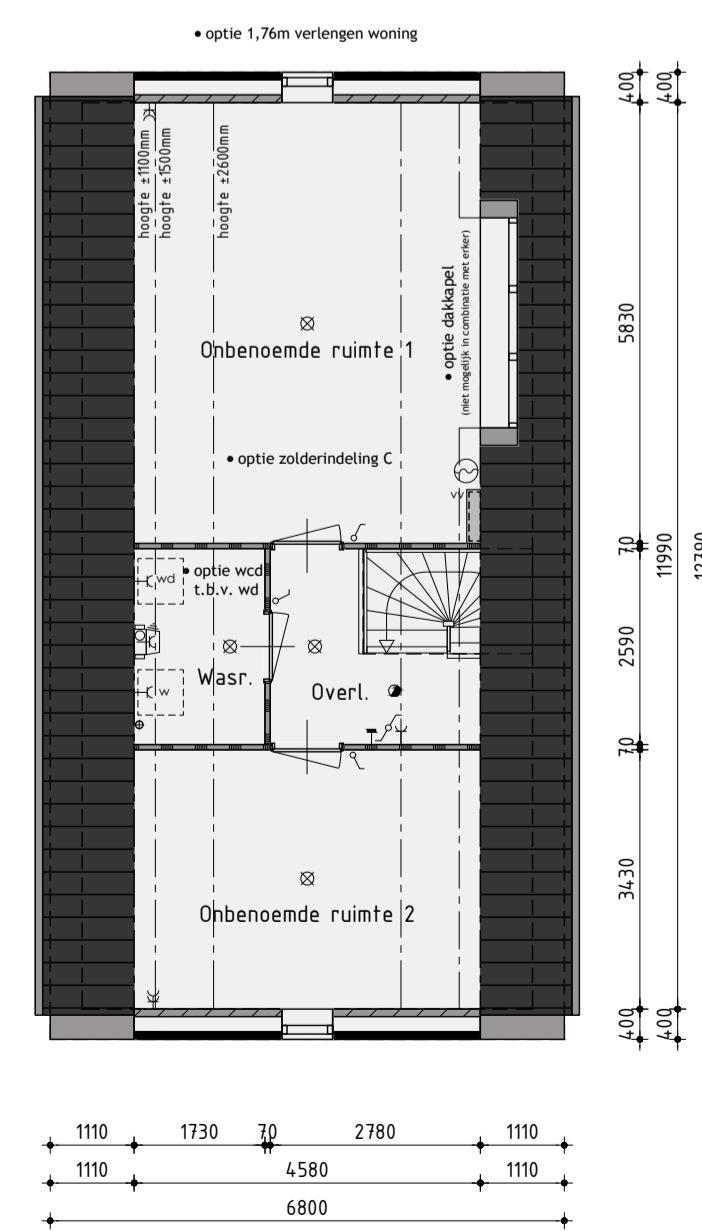 • optie 1,76m verlengen woning
400
400
hoogte ±1100mm
hoogte ±1500mm
hoogte ±2600mm
• optie dakkapel
(niet mogelijk in combinatie met erker)
5830
Onbenoemde ruimte 1
• optie zolderindeling C
vv
70
11990
wd
• optie wcd
t.b.v. wd
2590
Wasr.
Overl.
w
70
3430
Onbenoemde ruimte 2
400
400
1110
1730
70
2780
1110
1110
4580
1110
6800